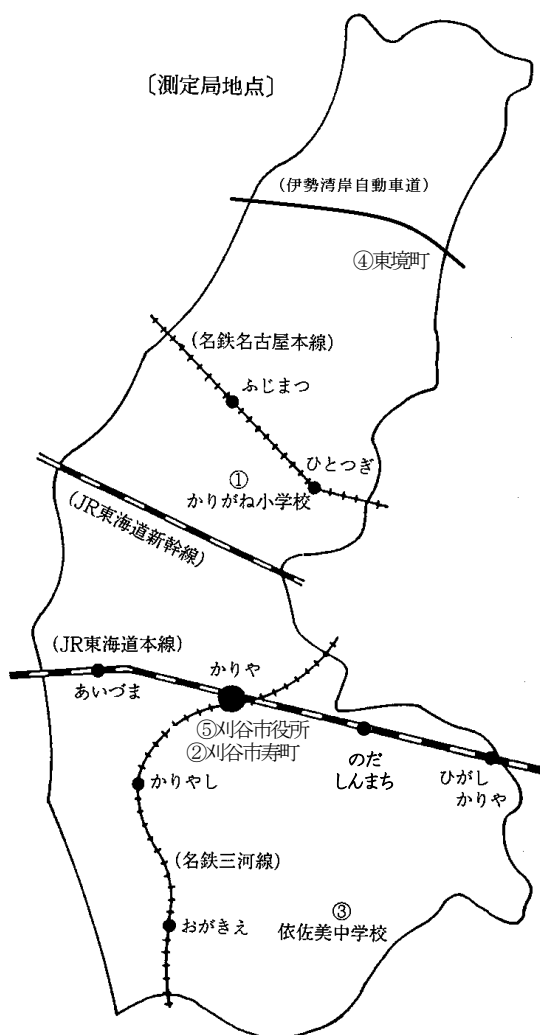 〔測定局地点〕
(伊勢湾岸自動車道)
④東境町
(名鉄名古屋本線)
ふじまつ
ひとつぎ
①
かりがね小学校
(JR東海道新幹線)
(JR東海道本線)
かりや
あいづま
⑤刈谷市役所
②刈谷市寿町
のだ
しんまち
ひがし
かりや
かりやし
(名鉄三河線)
③
依佐美中学校
おがきえ